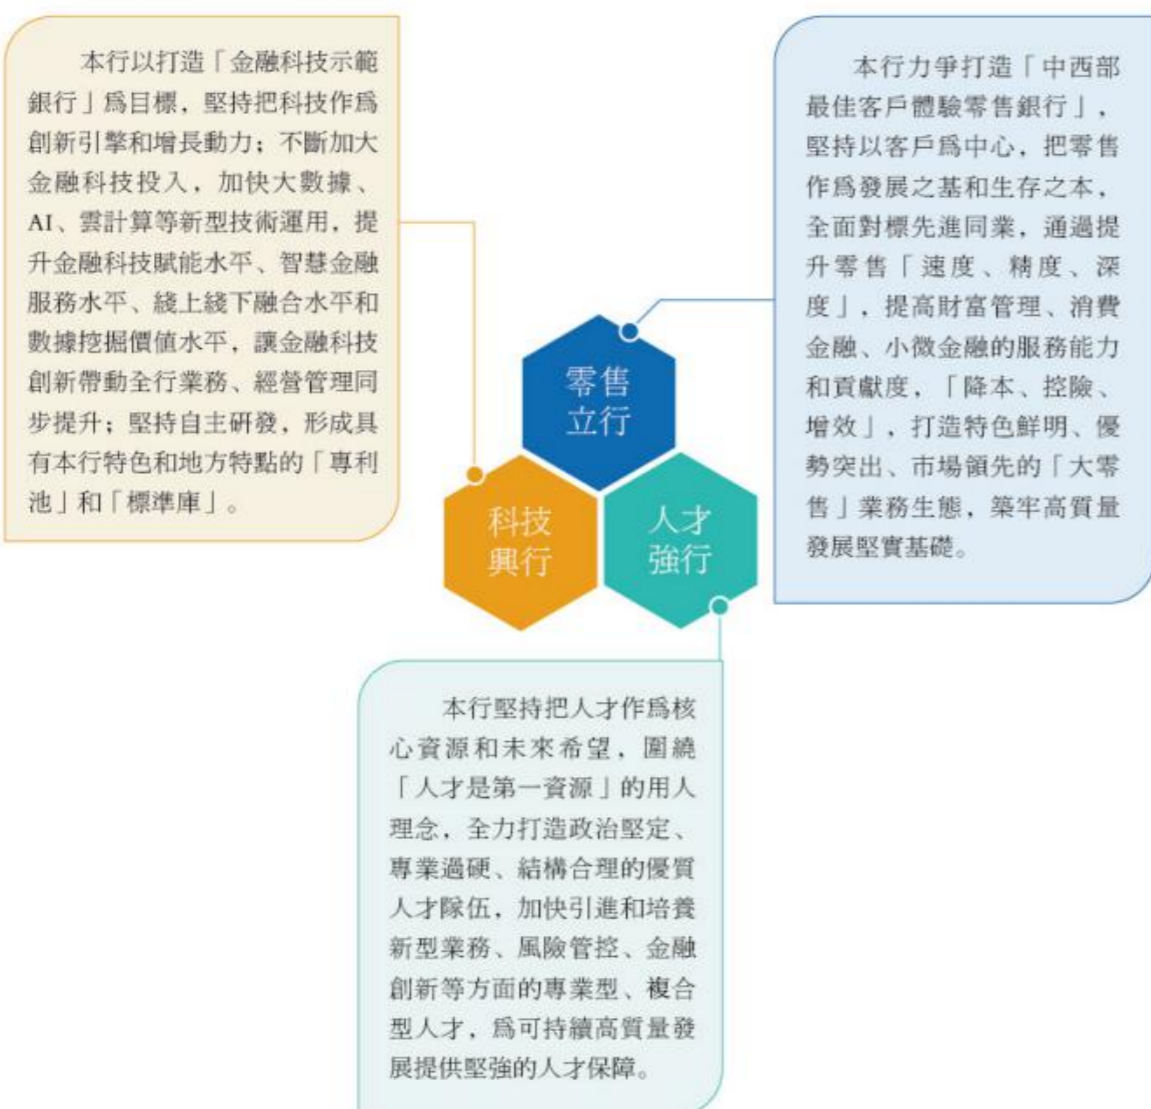 本行以打造「金融科技示範
銀行」爲目標，堅持把科技作爲
創新引擎和增長動力；不斷加大
金融科技投入，加快大數據、
AI、雲計算等新型技術運用，提
升金融科技賦能水平、智慧金融
服務水平、綫上綫下融合水平和
數據挖掘價值水平，讓金融科技
創新帶動全行業務、經營管理同
步提升；堅持自主研發，形成具
有本行特色和地方特點的「專利
池」和「標準庫」。
本行力爭打造「中西部
最佳客戶體驗零售銀行」，
堅持以客戶爲中心，把零售
作爲發展之基和生存之本，
全面對標先進同業，通過提
升零售「速度、精度、深
度」，提高財富管理、消費
金融、小微金融的服務能力
和貢獻度，「降本、控險、
增效」，打造特色鮮明、優
勢突出、市場領先的「大零
售」業務生態，築牢高質量
發展堅實基礎。
零售
立行
科技
興行
人才
強行
本行堅持把人才作爲核
心資源和未來希望，圍繞
「人才是第一資源」的用人
理念，全力打造政治堅定、
專業過硬、結構合理的優質
人才隊伍，加快引進和培養
新型業務、風險管控、金融
創新等方面的專業型、複合
型人才，爲可持續高質量發
展提供堅強的人才保障。